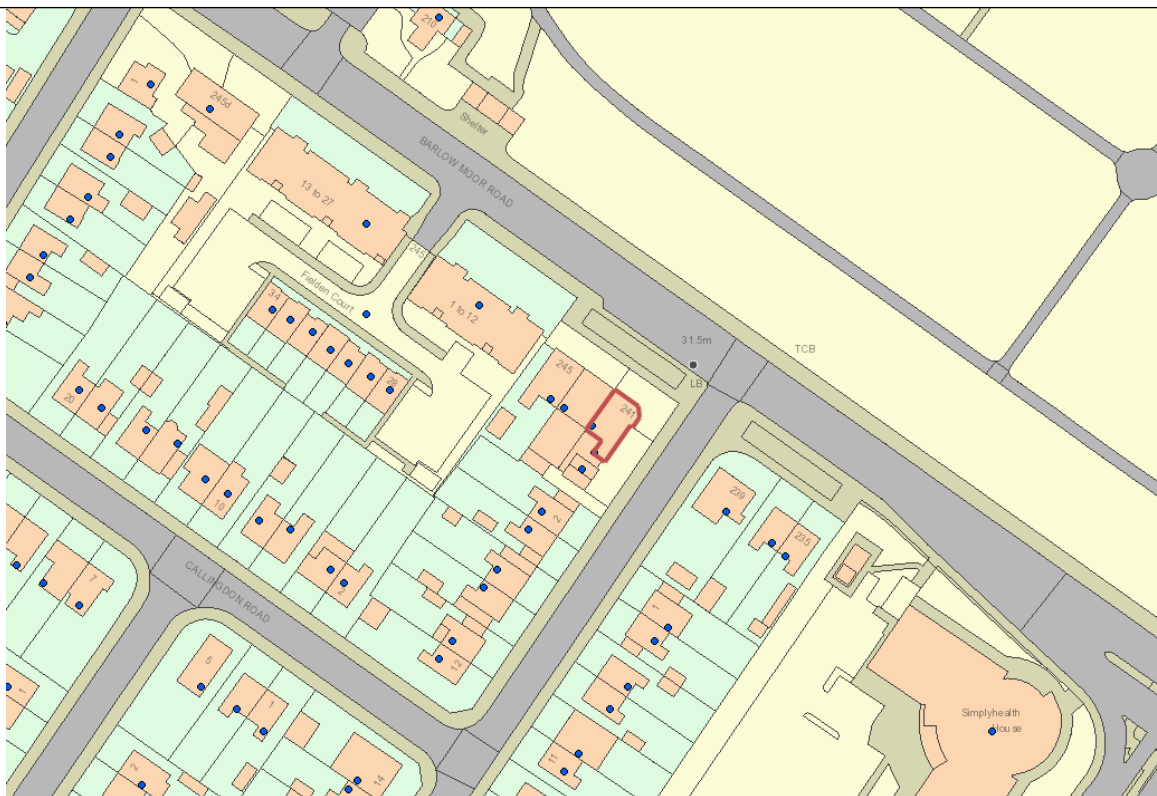 210
1
245d
Shelter
BARLOW MOOR ROAD
13 to 27
245
Fielden Court
34
1 to 12
31.5m
TCB
LB
28
245
241
20
10
239
235
2
7
CALLINGDON ROAD
2
1
12
5
1
1
Simplyhealth
House
11
2
14